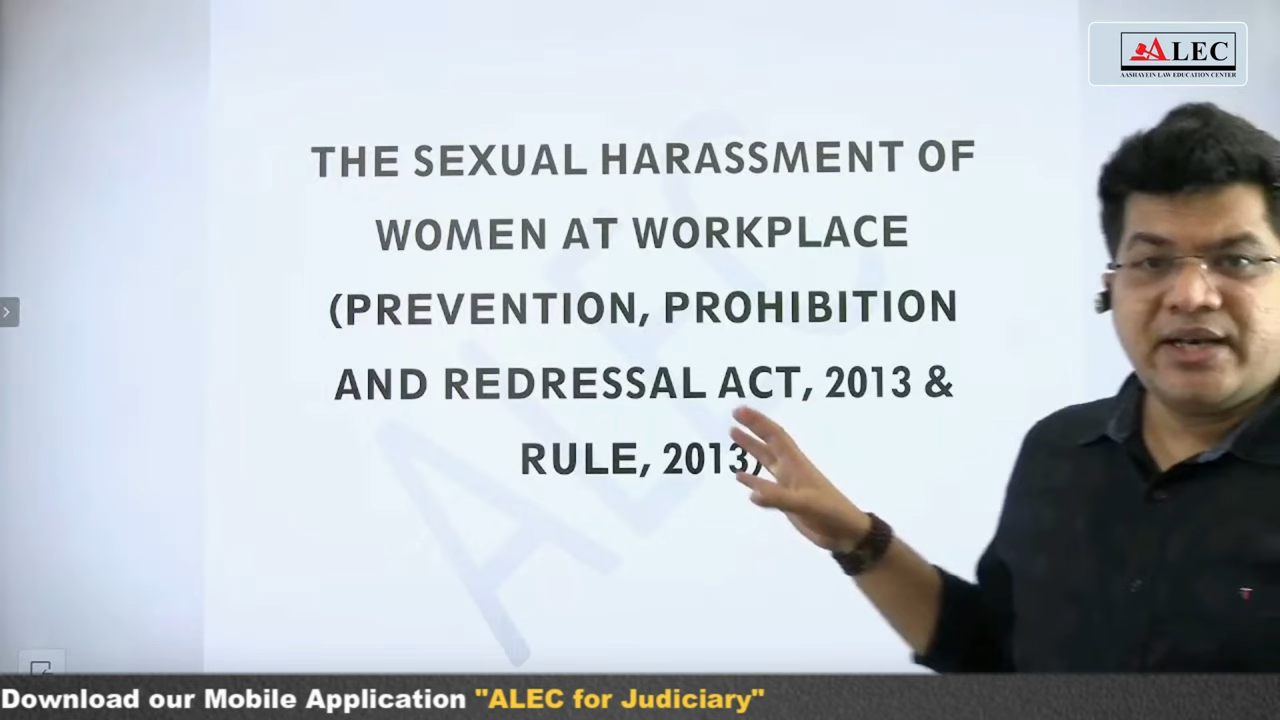 ALEC
AASHAYEIN LAW EDUCATION CENTER
THE SEXUAL HARASSMENT OF
WOMEN AT WORKPLACE
(PREVENTION, PROHIBITION
AND REDRESSAL ACT, 2013 &
RULE, 2013)
ALEC
Download our Mobile Application "ALEC for Judiciary"